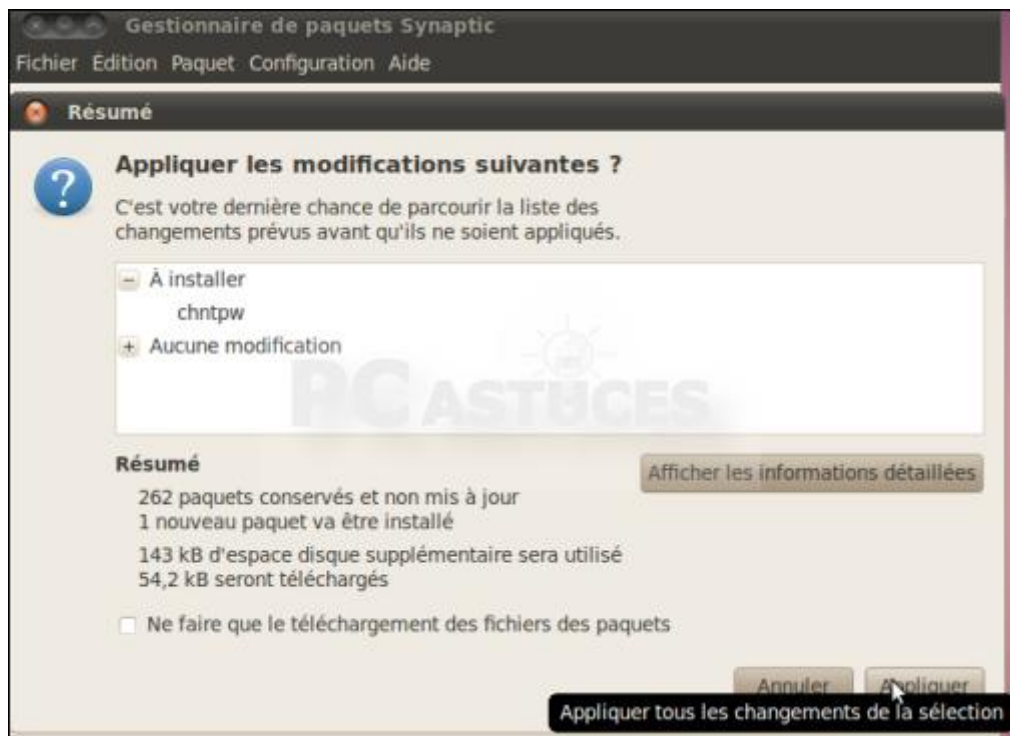 Gestionnaire de paquets Synaptic
Fichier Édition Paquet Configuration Aide
Résumé
Appliquer les modifications suivantes ?
C'est votre dernière chance de parcourir la liste des
changements prévus avant qu'ils ne soient appliqués.
À installer
chntpw
Aucune modification
PC ASTUCES
Résumé
Afficher les informations détaillées
262 paquets conservés et non mis à jour
1 nouveau paquet va être installé
143 kB d'espace disque supplémentaire sera utilisé
54,2 kB seront téléchargés
Ne faire que le téléchargement des fichiers des paquets
Annuler Appliquer
Appliquer tous les changements de la sélection